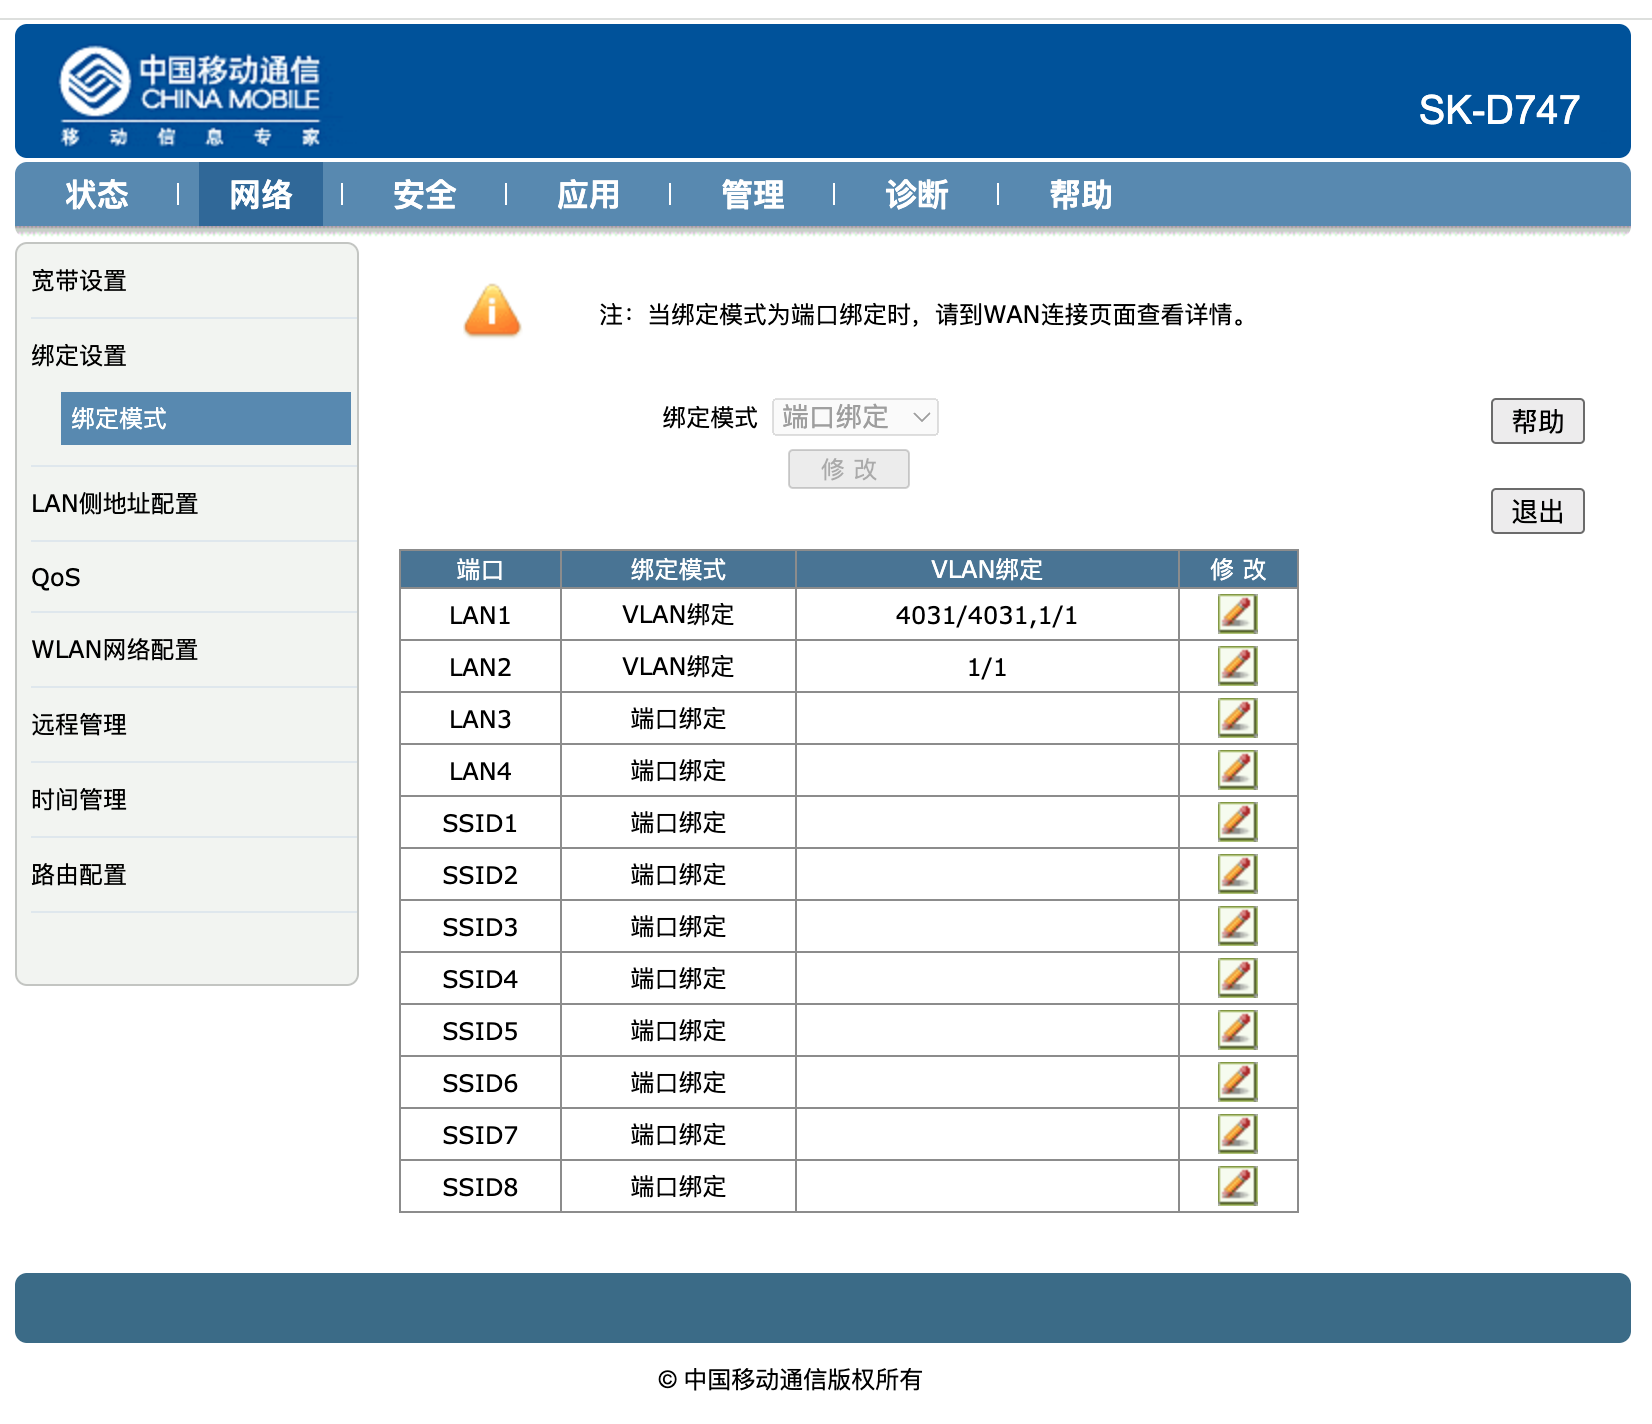 中国移动通信
CHINA MOBILE
移 动 信 息 专 家
SK-D747
状态 | 网络 | 安全 | 应用 | 管理 | 诊断 | 帮助
宽带设置
绑定设置
绑定模式
LAN侧地址配置
QoS
WLAN网络配置
远程管理
时间管理
路由配置
注：当绑定模式为端口绑定时，请到WAN连接页面查看详情。
绑定模式 端口绑定
修 改
帮助
退出
端口 绑定模式 VLAN绑定 修 改
LAN1 VLAN绑定 4031/4031,1/1
LAN2 VLAN绑定 1/1
LAN3 端口绑定
LAN4 端口绑定
SSID1 端口绑定
SSID2 端口绑定
SSID3 端口绑定
SSID4 端口绑定
SSID5 端口绑定
SSID6 端口绑定
SSID7 端口绑定
SSID8 端口绑定
© 中国移动通信版权所有